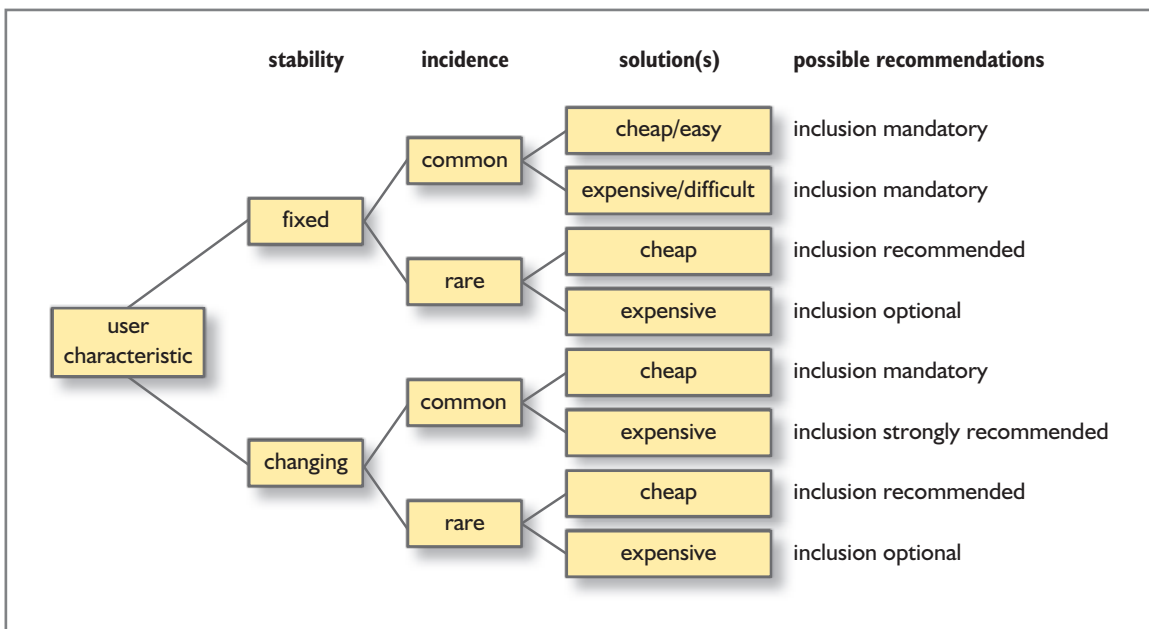 stability incidence solution(s) possible recommendations
cheap/easy inclusion mandatory
common
expensive/difficult inclusion mandatory
fixed
cheap inclusion recommended
rare
expensive inclusion optional
user
characteristic
cheap inclusion mandatory
common
expensive inclusion strongly recommended
changing
cheap inclusion recommended
rare
expensive inclusion optional